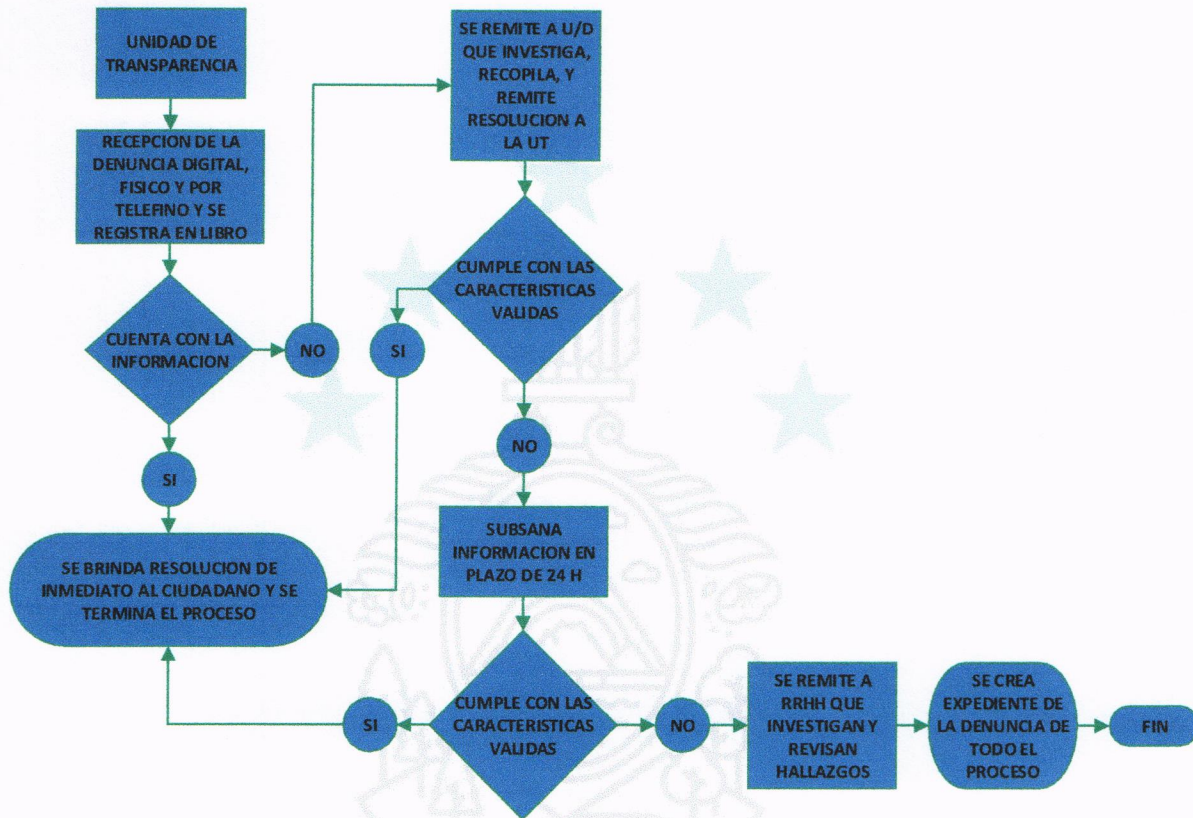 UNIDAD DE
TRANSPARENCIA
RECEPCION DE LA
DENUNCIA DIGITAL,
FISICO Y POR
TELEFINO Y SE
REGISTRA EN LIBRO
CUENTA CON LA
INFORMACION
NO
SI
SE BRINDA RESOLUCION DE
INMEDIATO AL CIUDADANO Y SE
TERMINA EL PROCESO
SE REMITE A U/D
QUE INVESTIGA,
RECOPILA, Y
REMITE
RESOLUCION A
LA UT
CUMPLE CON LAS
CARACTERISTICAS
VALIDAS
SI
NO
SUBSANA
INFORMACION EN
PLAZO DE 24 H
CUMPLE CON LAS
CARACTERISTICAS
VALIDAS
SI
NO
SE REMITE A
RRHH QUE
INVESTIGAN Y
REVISAN
HALLAZGOS
SE CREA
EXPEDIENTE DE
LA DENUNCIA DE
TODO EL
PROCESO
FIN